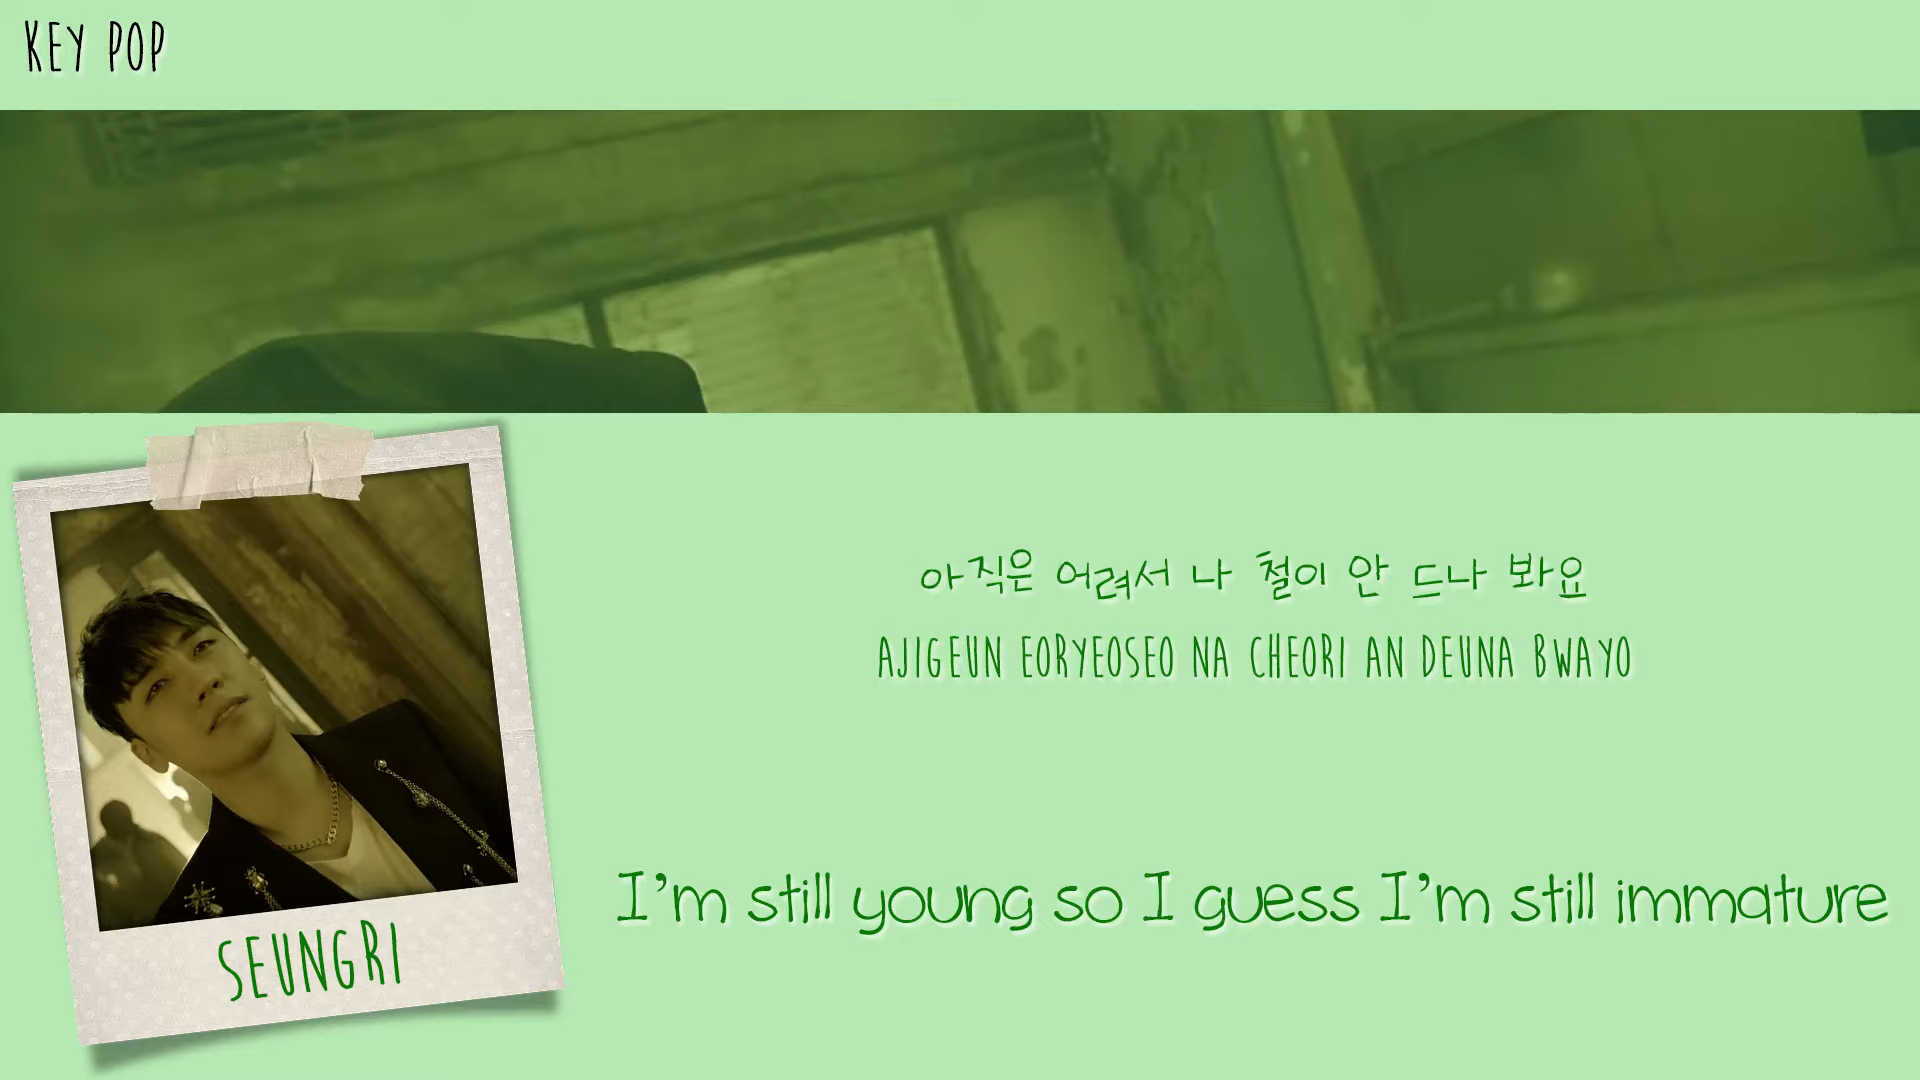 KEY POP
아직은 어려서 나 철이 안 드나 봐요
AJIGEUN EORYEOSEO NA CHEORI AN DEUNA BWAYO
I'm still young so I guess I'm still immature
SEUNGRI